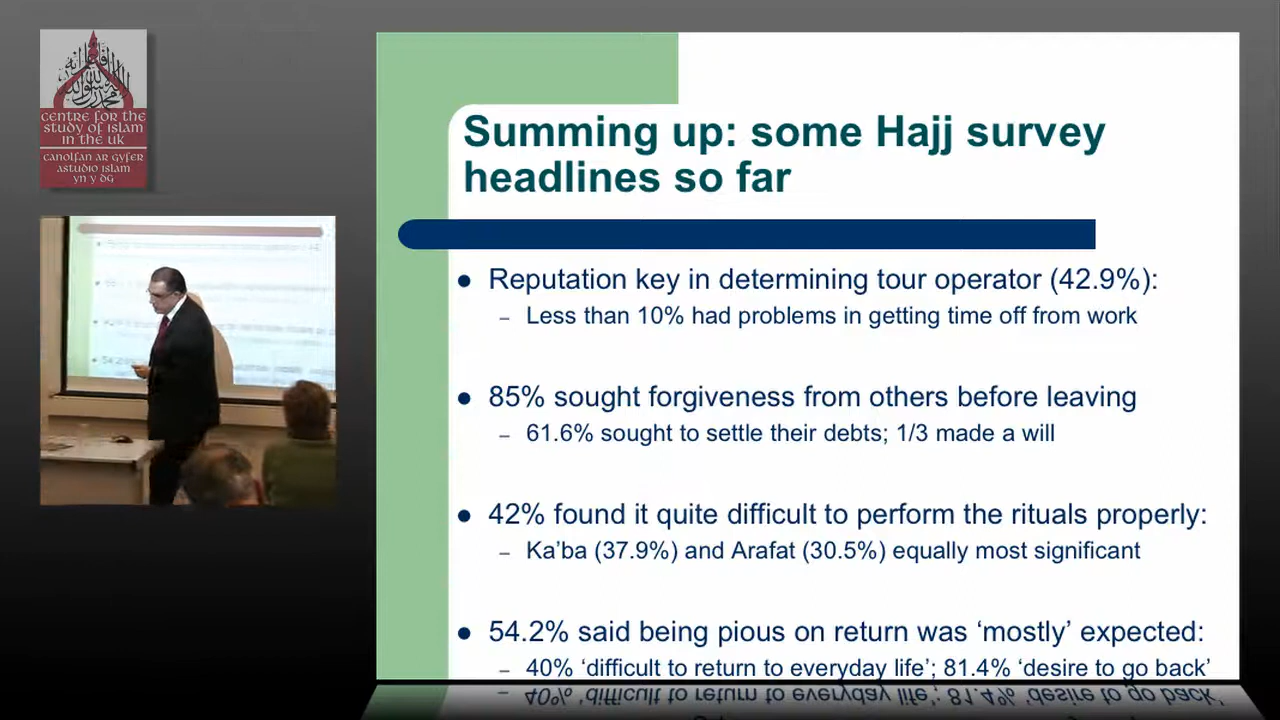 CENTRE FOR THE
STUDY OF ISLAM
IN THE UK
CANOLFAN AR GYFER
ASTUDIO ISLAM
YN Y DG
Summing up: some Hajj survey
headlines so far
● Reputation key in determining tour operator (42.9%):
– Less than 10% had problems in getting time off from work
● 85% sought forgiveness from others before leaving
– 61.6% sought to settle their debts; 1/3 made a will
● 42% found it quite difficult to perform the rituals properly:
– Ka’ba (37.9%) and Arafat (30.5%) equally most significant
● 54.2% said being pious on return was ‘mostly’ expected:
– 40% ‘difficult to return to everyday life’; 81.4% ‘desire to go back’